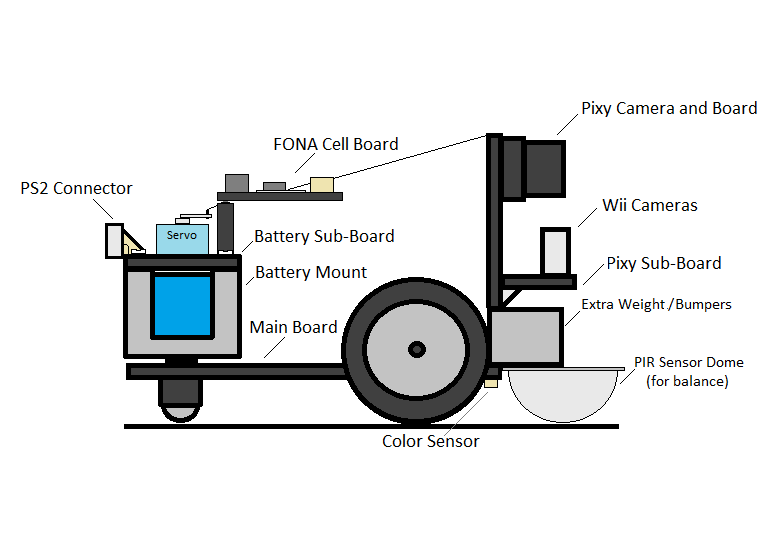 Pixy Camera and Board
FONA Cell Board
PS2 Connector
Wii Cameras
Servo
Battery Sub-Board
Pixy Sub-Board
Battery Mount
Extra Weight /Bumpers
Main Board
PIR Sensor Dome
(for balance)
Color Sensor